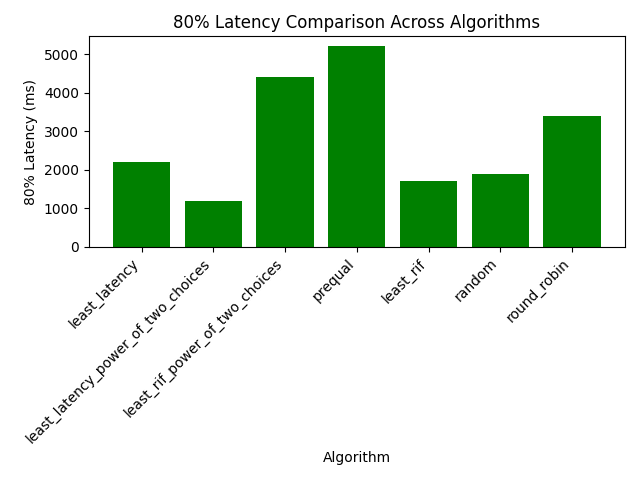 80% Latency Comparison Across Algorithms
80% Latency (ms)
5000
4000
3000
2000
1000
0
least_latency
least_latency_power_of_two_choices
least_rif_power_of_two_choices
prequal
least_rif
random
round_robin
Algorithm